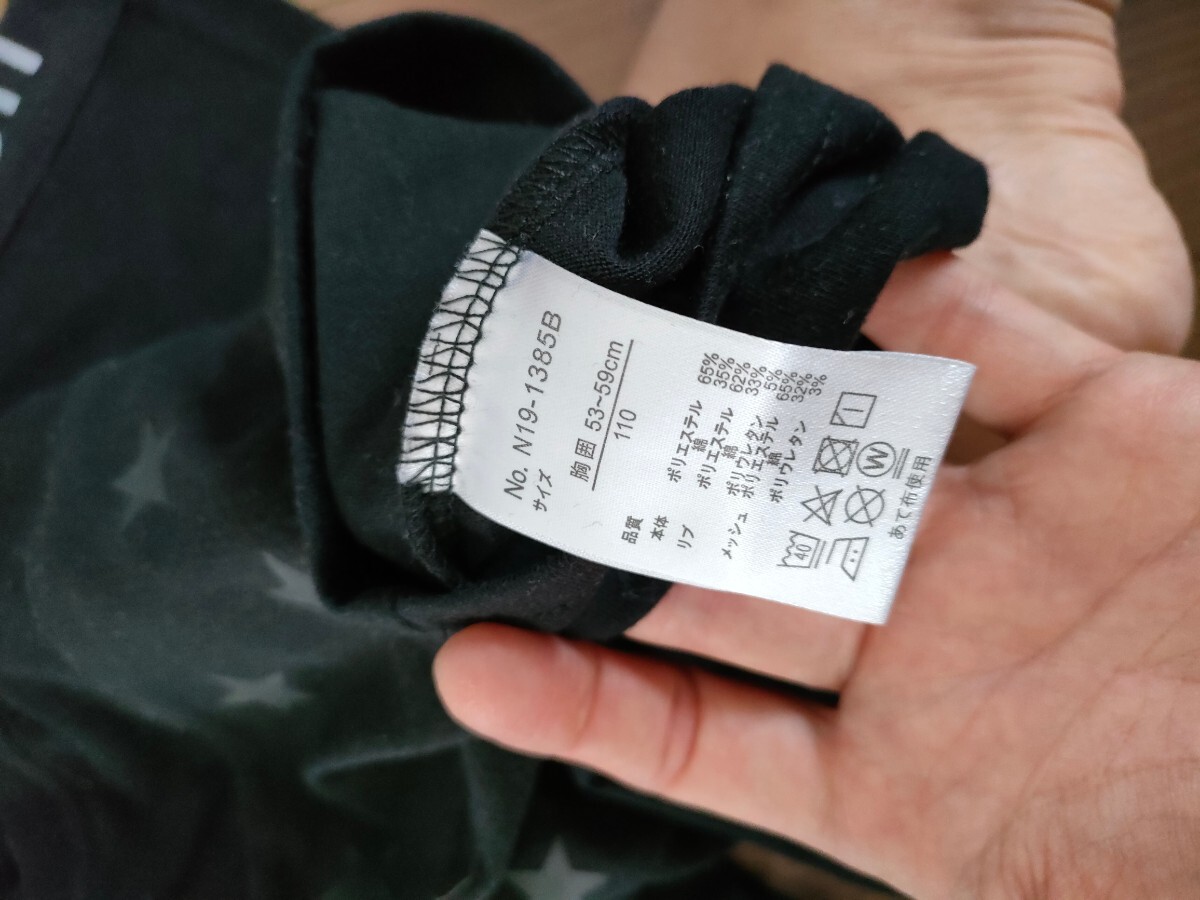 No. N19-1385B
サイズ
胸囲 53~59cm
110
品質
本体 ポリエステル 65%
綿 35%
リブ ポリエステル 62%
綿 33%
ポリウレタン 5%
メッシュ ポリエステル 65%
綿 32%
ポリウレタン 3%
40
W
あて布使用